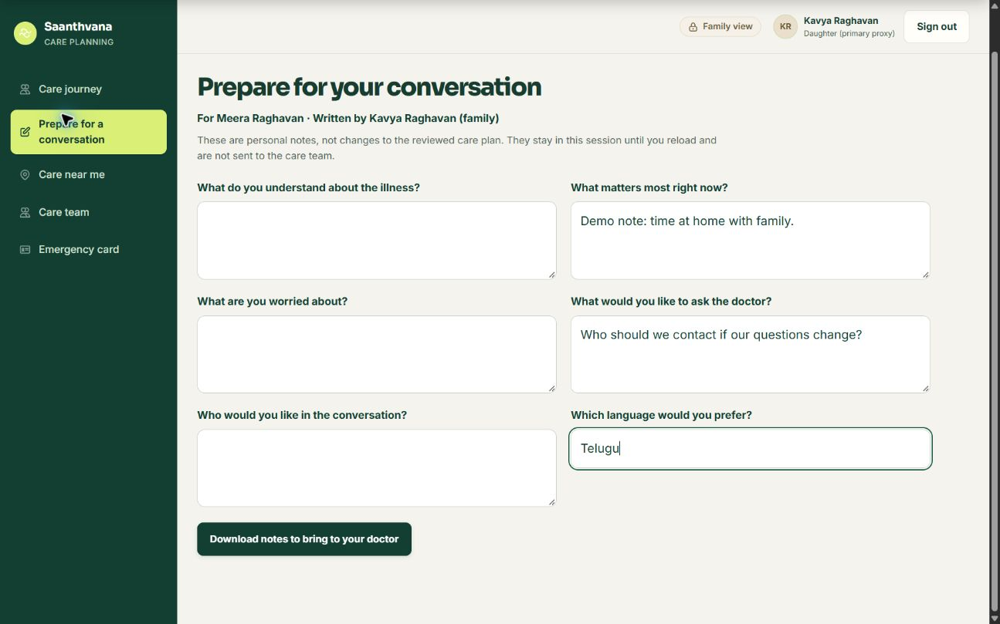 Saanthvana
CARE PLANNING
Care journey
Prepare for a
conversation
Care near me
Care team
Emergency card
Family view
KR
Kavya Raghavan
Daughter (primary proxy)
Sign out
Prepare for your conversation
For Meera Raghavan · Written by Kavya Raghavan (family)
These are personal notes, not changes to the reviewed care plan. They stay in this session until you reload and
are not sent to the care team.
What do you understand about the illness?
What matters most right now?
Demo note: time at home with family.
What are you worried about?
What would you like to ask the doctor?
Who should we contact if our questions change?
Who would you like in the conversation?
Which language would you prefer?
Telugu
Download notes to bring to your doctor